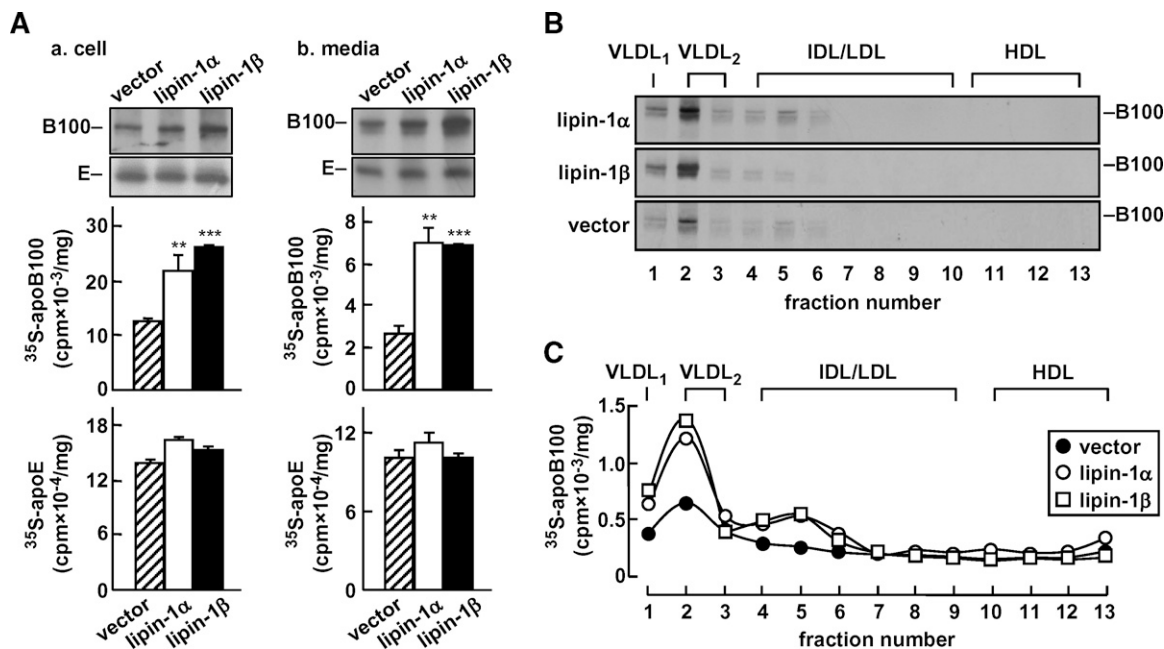 A
a. cell
b. media
vector lipin-1α lipin-1β
vector lipin-1α lipin-1β
B100–
B100–
E–
E–
30
20
10
0
35S-apoB100
(cpm×10-3/mg)
**
***
8
6
4
2
0
35S-apoB100
(cpm×10-3/mg)
**
***
18
12
6
0
35S-apoE
(cpm×10-4/mg)
12
9
6
3
0
35S-apoE
(cpm×10-4/mg)
vector lipin-1α lipin-1β
vector lipin-1α lipin-1β
B
VLDL1 VLDL2 IDL/LDL HDL
lipin-1α –B100
lipin-1β –B100
vector –B100
1 2 3 4 5 6 7 8 9 10 11 12 13
fraction number
C
VLDL1 VLDL2 IDL/LDL HDL
1.5
1.0
0.5
0
35S-apoB100
(cpm×10-3/mg)
vector
lipin-1α
lipin-1β
1 2 3 4 5 6 7 8 9 10 11 12 13
fraction number